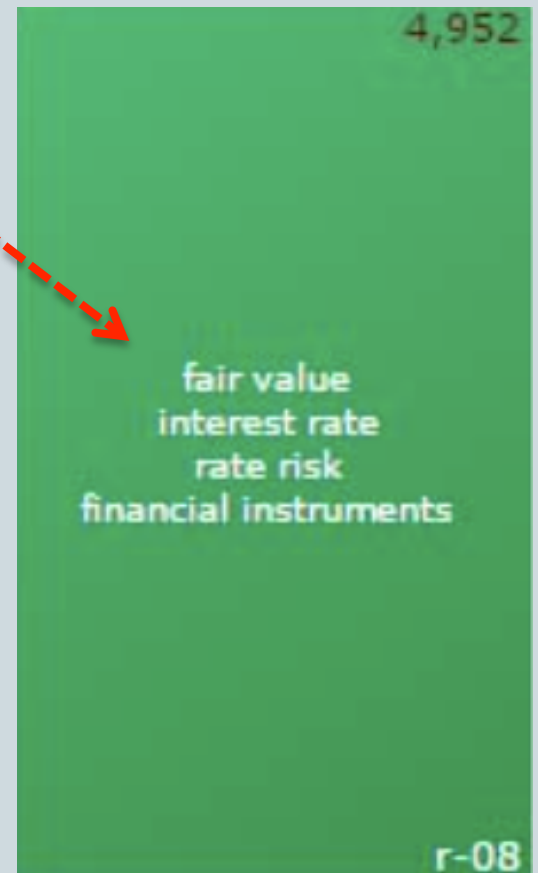 4,952
fair value
interest rate
rate risk
financial instruments
r-08